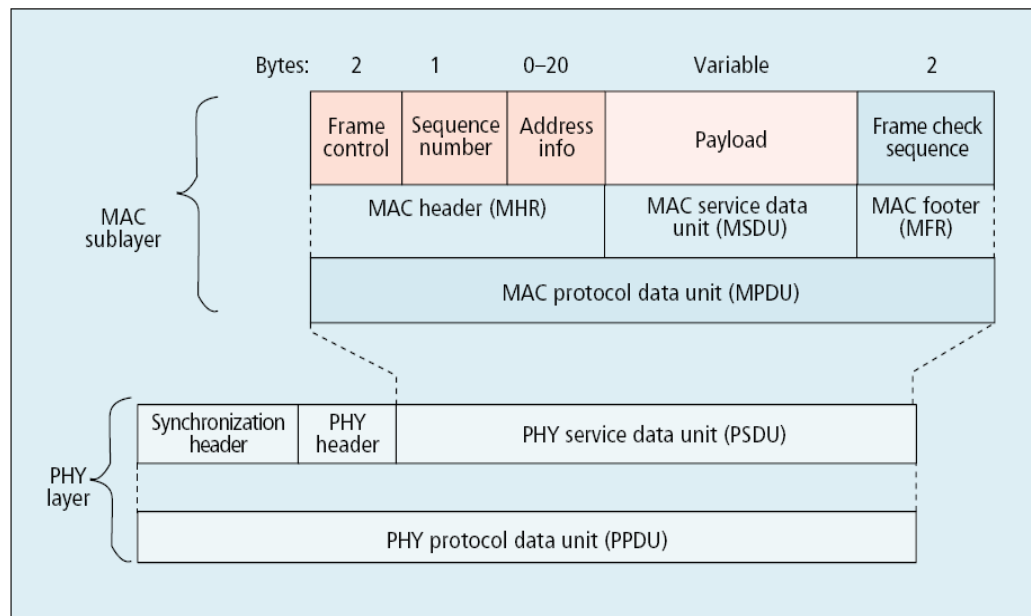 Bytes: 2 1 0–20 Variable 2
Frame control
Sequence number
Address info
Payload
Frame check sequence
MAC sublayer
MAC header (MHR)
MAC service data unit (MSDU)
MAC footer (MFR)
MAC protocol data unit (MPDU)
PHY layer
Synchronization header
PHY header
PHY service data unit (PSDU)
PHY protocol data unit (PPDU)